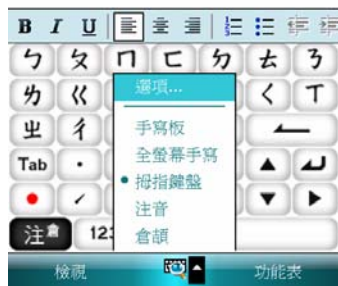 B I U
ㄅ ㄆ ㄇ ㄈ ㄉ ㄊ ㄋ
ㄌ ㄍ ㄑ ㄒ
ㄓ ㄔ
Tab
注倉 123
選項...
手寫板
全螢幕手寫
拇指鍵盤
注音
倉頡
檢視 功能表